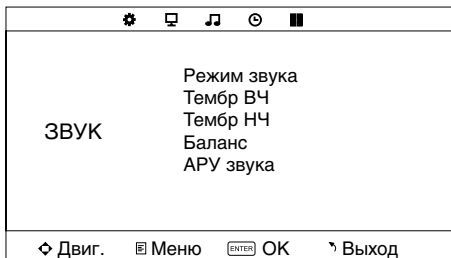 Режим звука
Тембр ВЧ
Тембр НЧ
ЗВУК
Баланс
АРУ звука
Двиг. Меню ENTER OK Выход